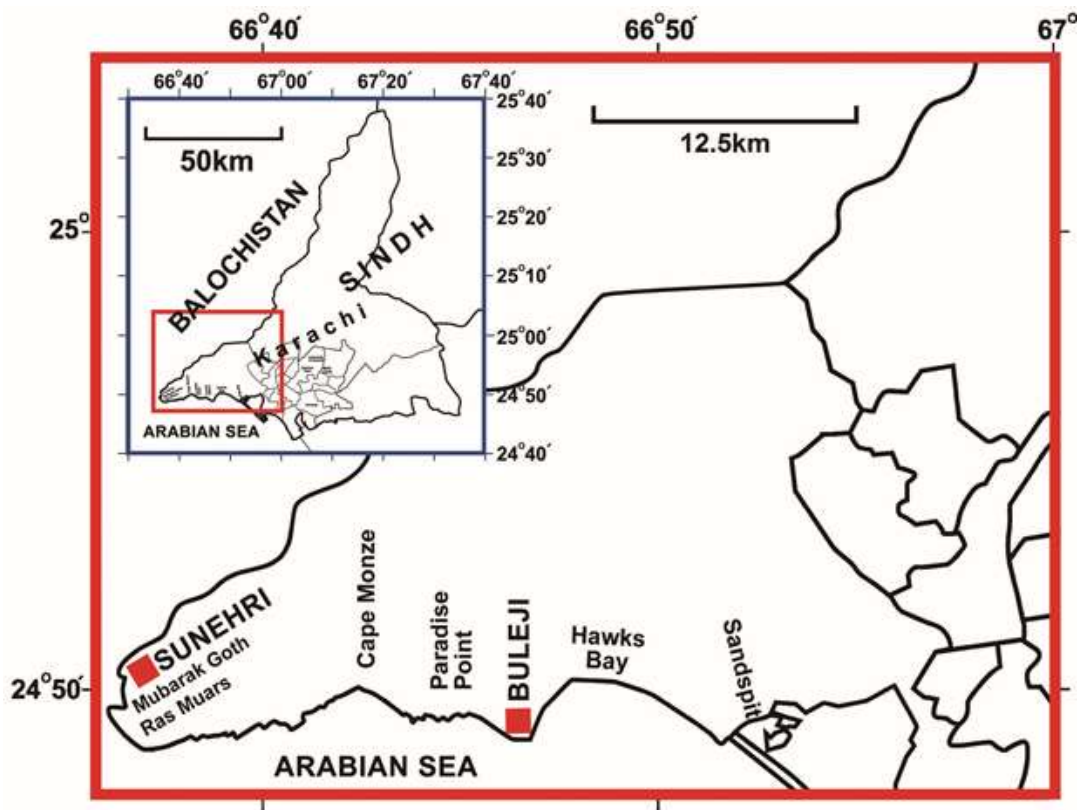 66°40′ 66°50′ 67°
66°40′ 67°00′ 67°20′ 67°40′
25°40′
50km
12.5km
25°30′
25°20′
25°
BALOCHISTAN
SINDH
25°10′
Karachi
25°00′
24°50′
ARABIAN SEA
24°40′
SUNEHRI
Mubarak Goth
Ras Muars
Cape Monze
Paradise
Point
BULEJI
Hawks
Bay
Sandspit
24°50′
ARABIAN SEA